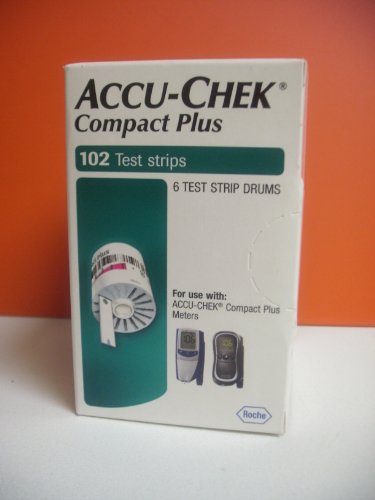 ACCU-CHEK®
Compact Plus
102 Test strips
6 TEST STRIP DRUMS
Plus
For use with:
ACCU-CHEK® Compact Plus
Meters
Roche